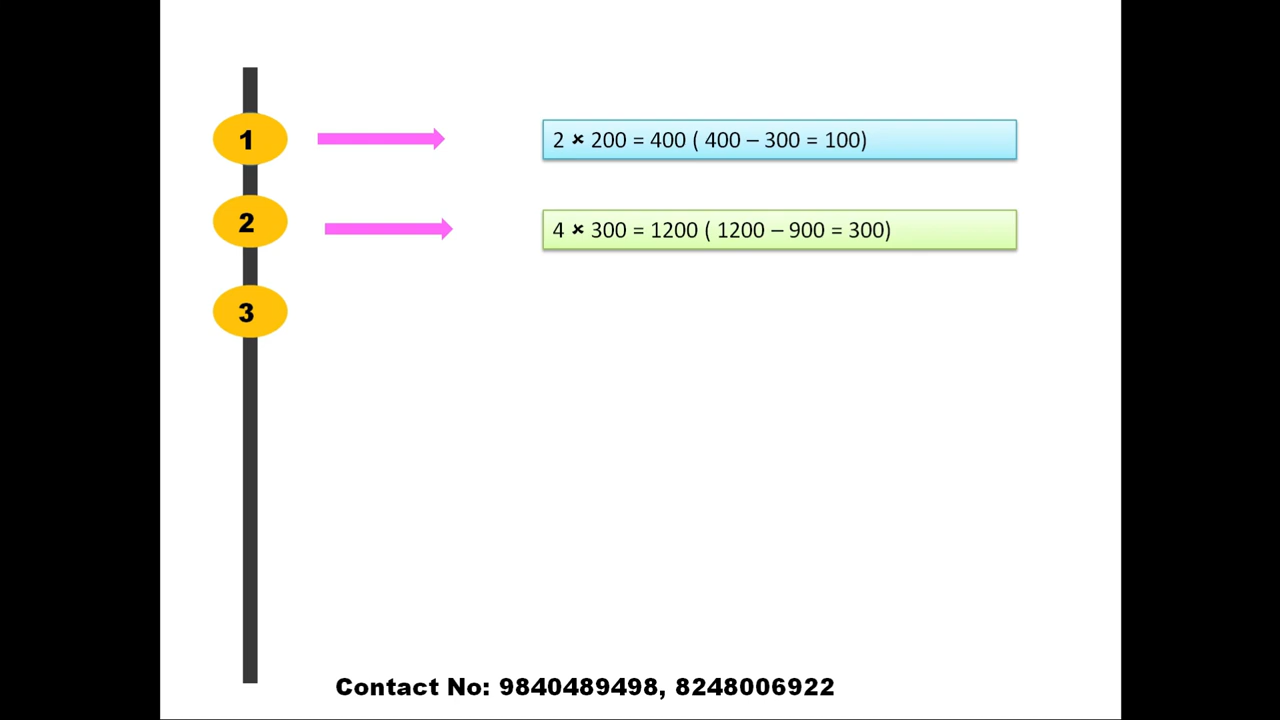 1
2 × 200 = 400 ( 400 – 300 = 100)
2
4 × 300 = 1200 ( 1200 – 900 = 300)
3
Contact No: 9840489498, 8248006922